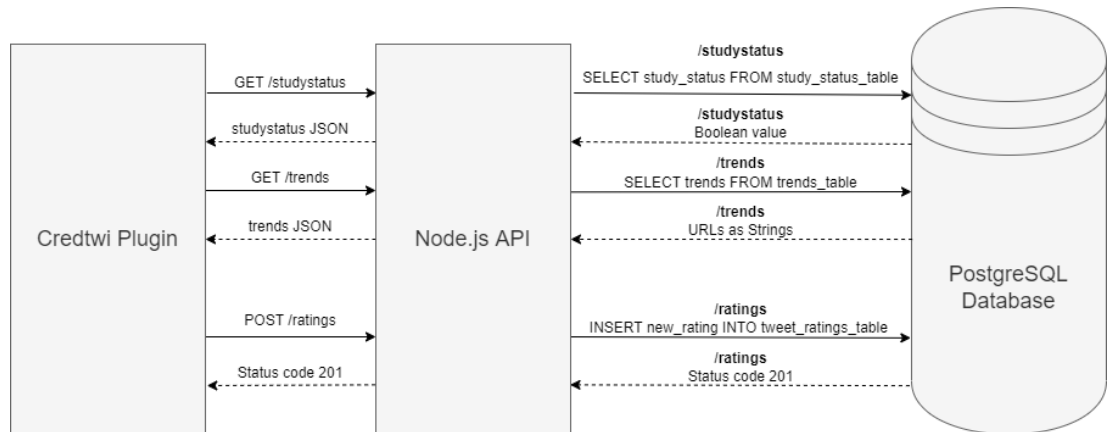 /studystatus
GET /studystatus
SELECT study_status FROM study_status_table
/studystatus
studystatus JSON
Boolean value
/trends
GET /trends
SELECT trends FROM trends_table
/trends
trends JSON
URLs as Strings
Credtwi Plugin
Node.js API
PostgreSQL
Database
/ratings
POST /ratings
INSERT new_rating INTO tweet_ratings_table
/ratings
Status code 201
Status code 201